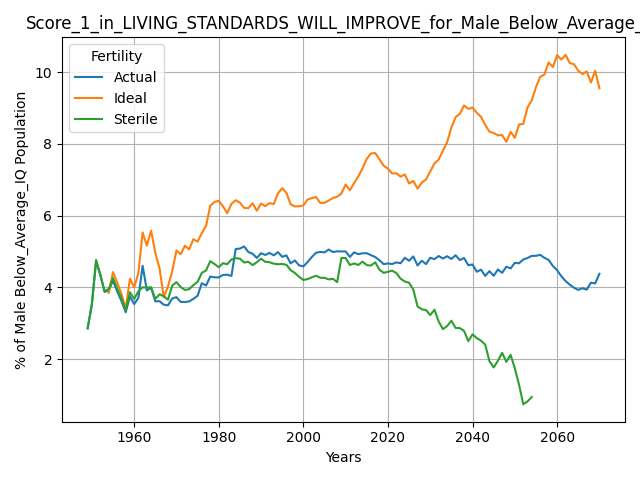 Score_1_in_LIVING_STANDARDS_WILL_IMPROVE_for_Male_Below_Average_
Fertility
Actual
Ideal
Sterile
% of Male Below_Average_IQ Population
10
8
6
4
2
1960 1980 2000 2020 2040 2060
Years